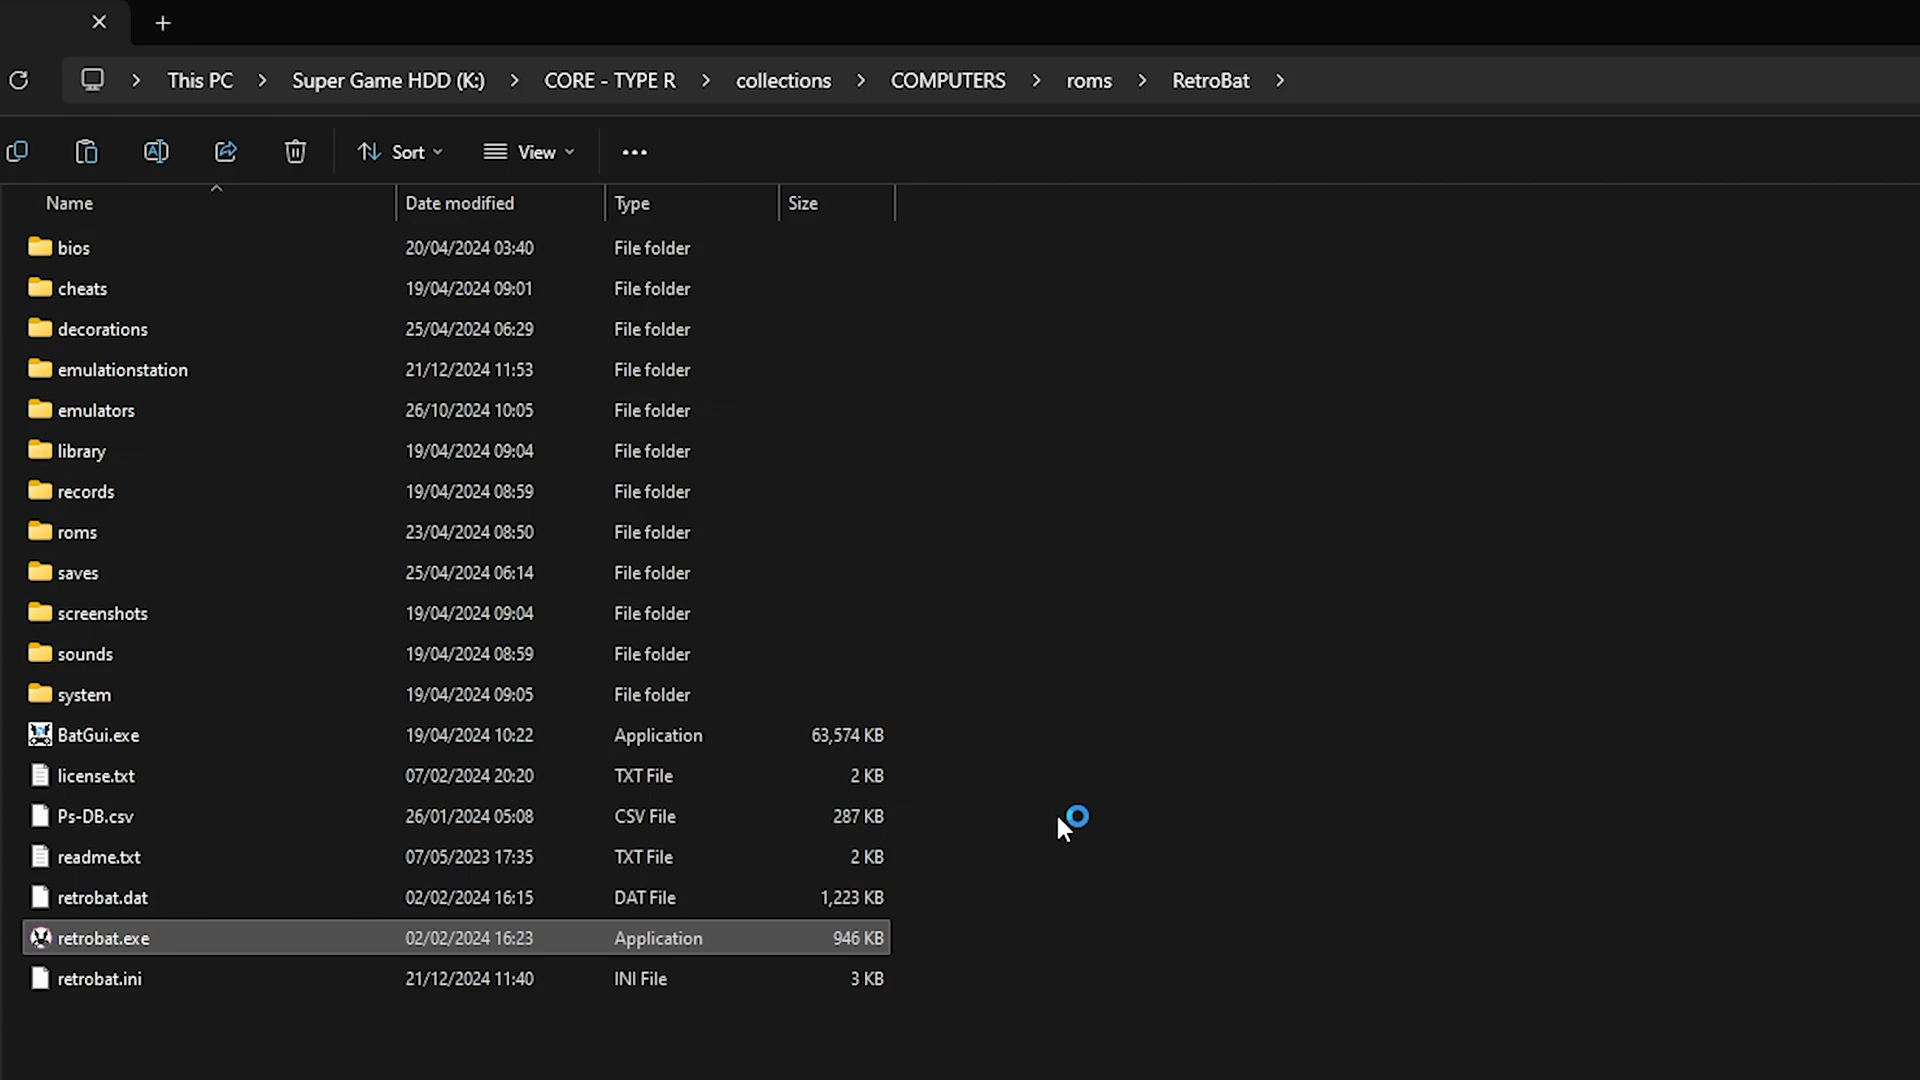 This PC > Super Game HDD (K:) > CORE - TYPE R > collections > COMPUTERS > roms > RetroBat >
Sort View
Name Date modified Type Size
bios 20/04/2024 03:40 File folder
cheats 19/04/2024 09:01 File folder
decorations 25/04/2024 06:29 File folder
emulationstation 21/12/2024 11:53 File folder
emulators 26/10/2024 10:05 File folder
library 19/04/2024 09:04 File folder
records 19/04/2024 08:59 File folder
roms 23/04/2024 08:50 File folder
saves 25/04/2024 06:14 File folder
screenshots 19/04/2024 09:04 File folder
sounds 19/04/2024 08:59 File folder
system 19/04/2024 09:05 File folder
BatGui.exe 19/04/2024 10:22 Application 63,574 KB
license.txt 07/02/2024 20:20 TXT File 2 KB
Ps-DB.csv 26/01/2024 05:08 CSV File 287 KB
readme.txt 07/05/2023 17:35 TXT File 2 KB
retrobat.dat 02/02/2024 16:15 DAT File 1,223 KB
retrobat.exe 02/02/2024 16:23 Application 946 KB
retrobat.ini 21/12/2024 11:40 INI File 3 KB